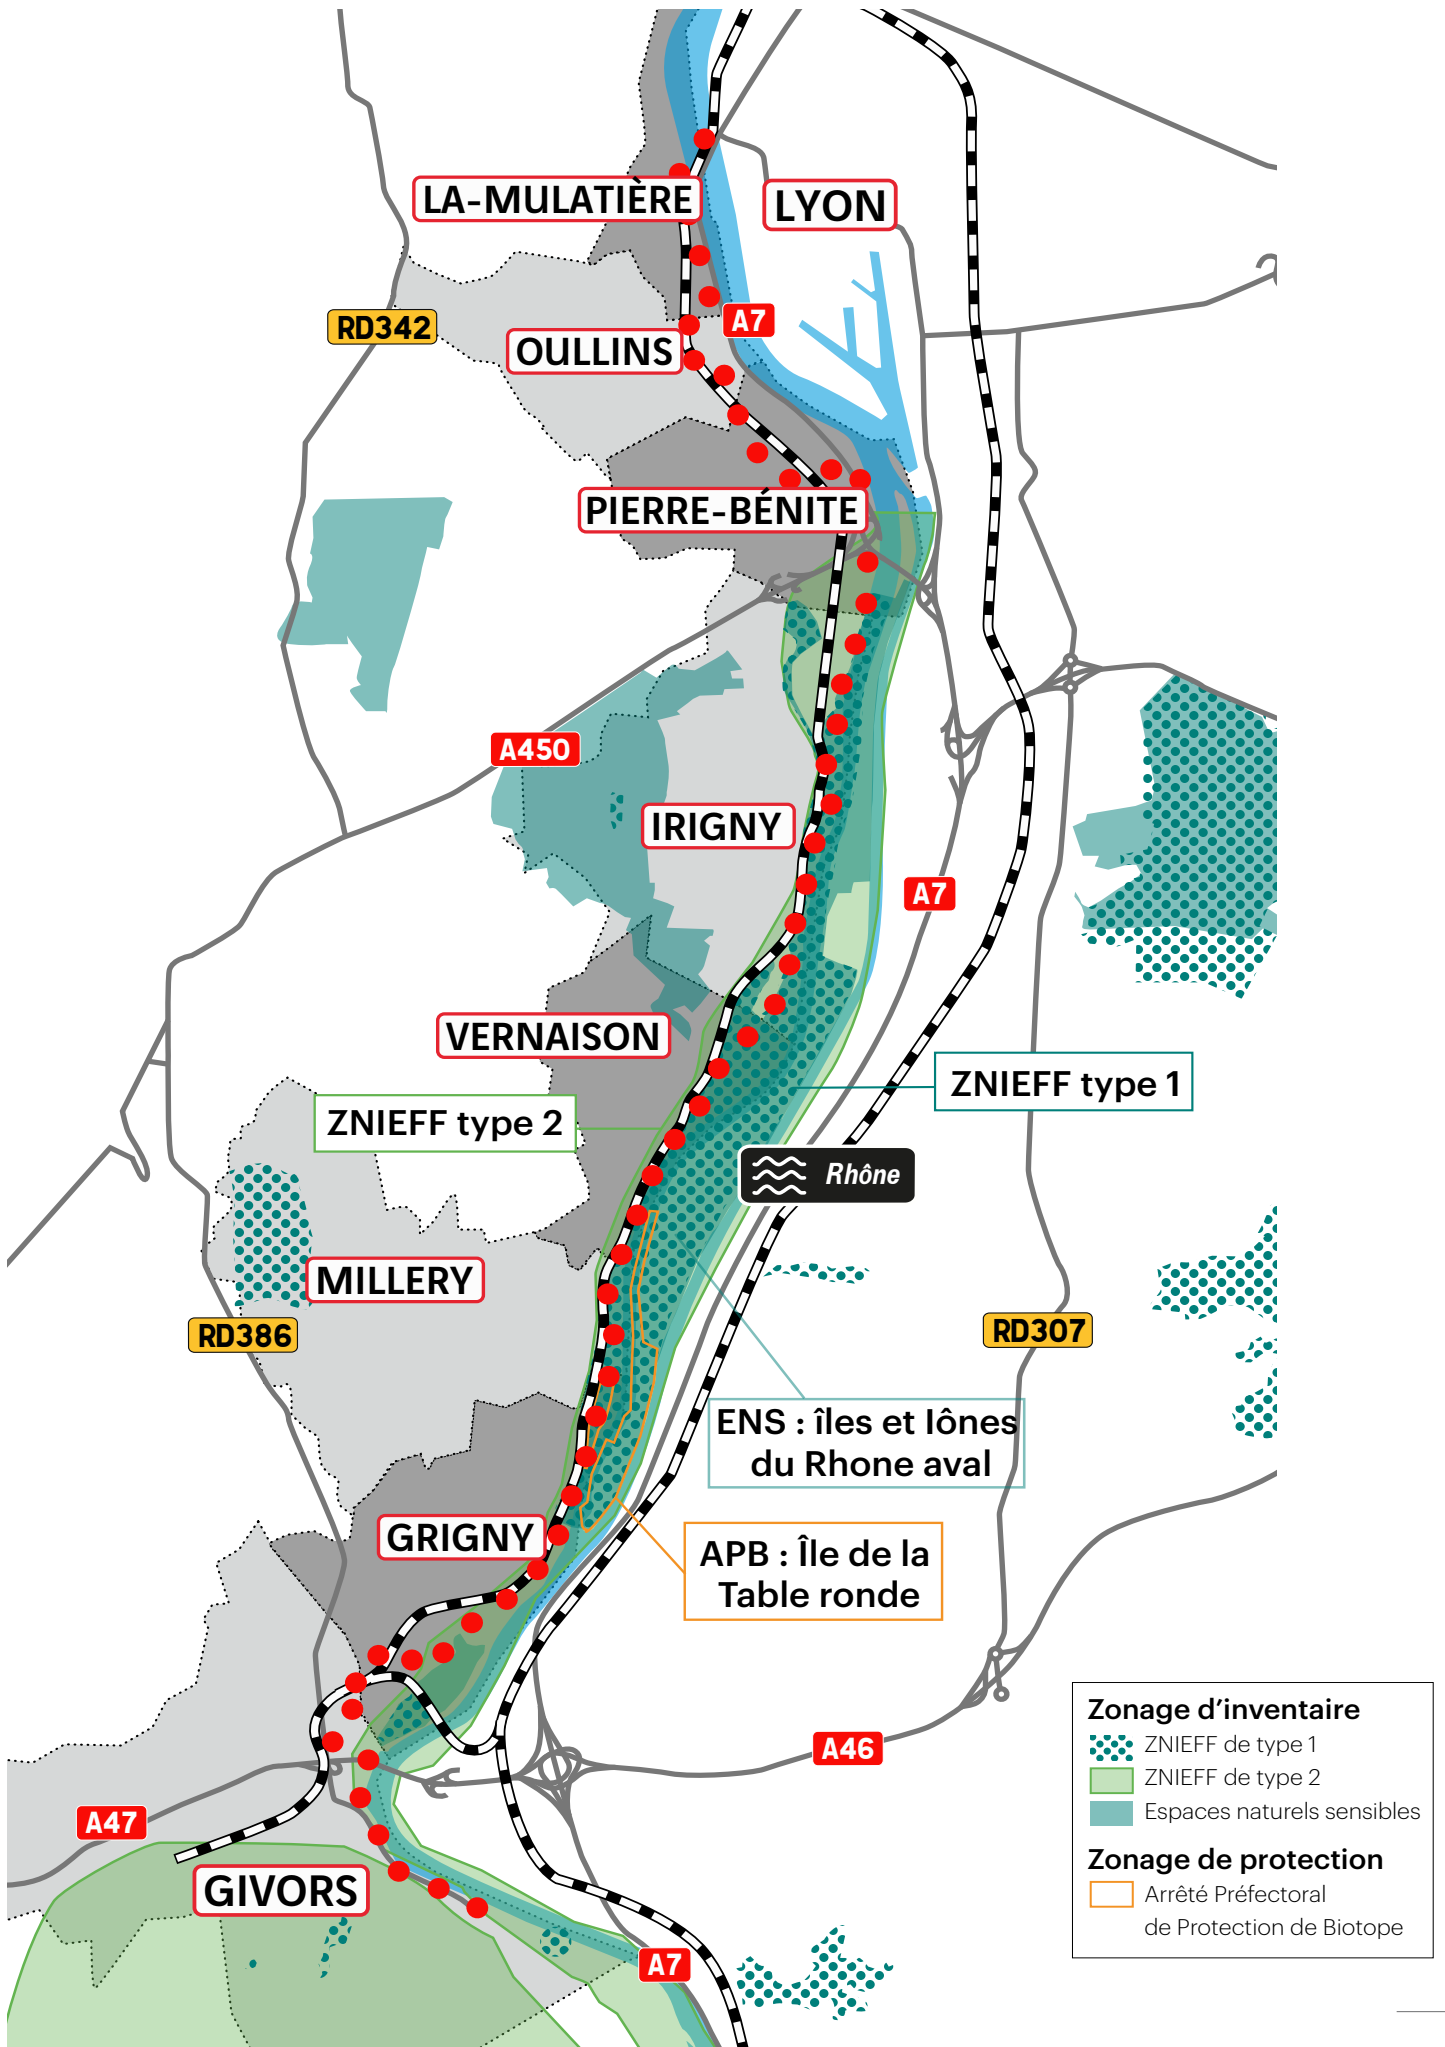 LA-MULATIÈRE
LYON
RD342
A7
OULLINS
PIERRE-BÉNITE
A450
IRIGNY
A7
VERNAISON
ZNIEFF type 1
ZNIEFF type 2
Rhône
MILLERY
RD386
RD307
ENS : îles et Iônes
du Rhone aval
GRIGNY
APB : Île de la
Table ronde
Zonage d’inventaire
ZNIEFF de type 1
ZNIEFF de type 2
Espaces naturels sensibles
Zonage de protection
Arrêté Préfectoral
de Protection de Biotope
A46
A47
GIVORS
A7